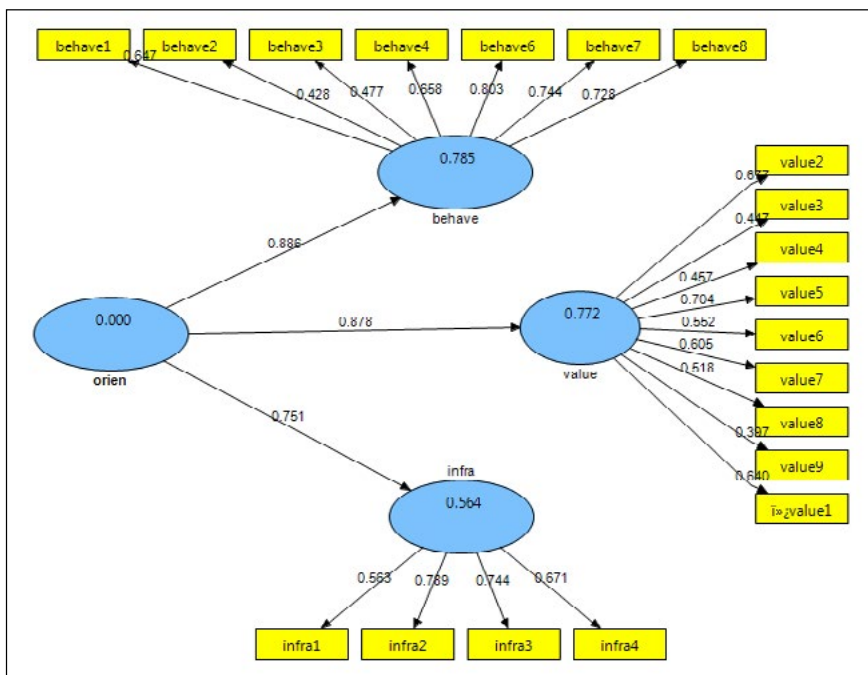 behave1 behave2 behave3 behave4 behave6 behave7 behave8
0.647 0.428 0.477 0.658 0.803 0.744 0.728
0.785
behave
0.886
0.000
orien
0.878
0.772
value
0.751
value2
0.677
value3
0.447
value4
0.457
value5
0.704
value6
0.552
value7
0.605
value8
0.518
value9
0.397
ï»¿value1
0.640
infra
0.564
0.563 0.744 0.671
infra1 infra2 infra3 infra4